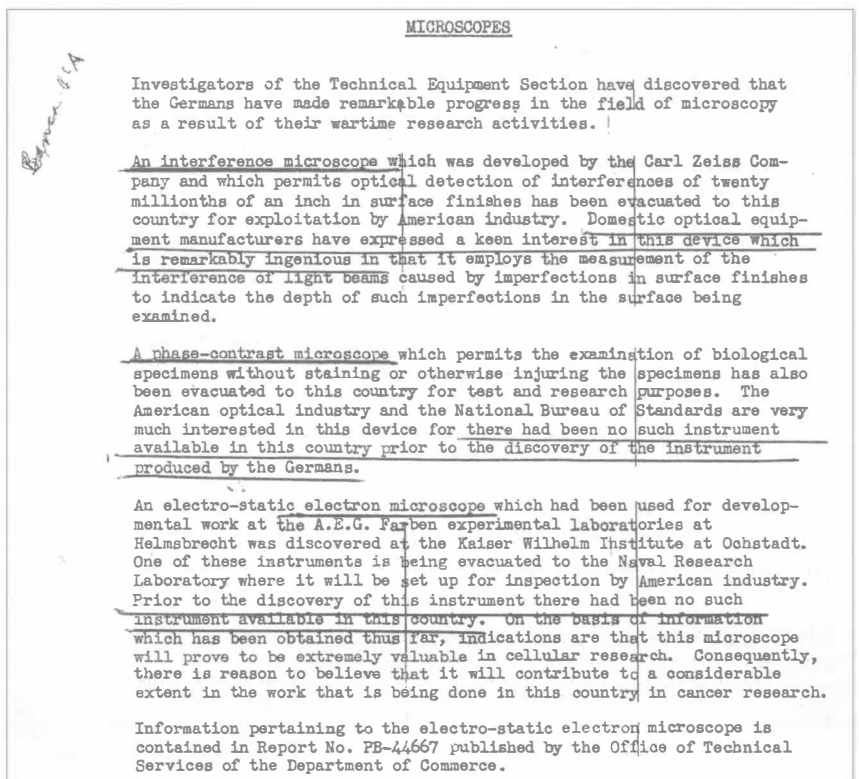 MICROSCOPES
Investigators of the Technical Equipment Section have discovered that
the Germans have made remarkable progress in the field of microscopy
as a result of their wartime research activities.
An interference microscope which was developed by the Carl Zeiss Com-
pany and which permits optical detection of interferences of twenty
millionths of an inch in surface finishes has been evacuated to this
country for exploitation by American industry. Domestic optical equip-
ment manufacturers have expressed a keen interest in this device which
is remarkably ingenious in that it employs the measurement of the
interference of light beams caused by imperfections in surface finishes
to indicate the depth of such imperfections in the surface being
examined.
A phase-contrast microscope which permits the examination of biological
specimens without staining or otherwise injuring the specimens has also
been evacuated to this country for test and research purposes. The
American optical industry and the National Bureau of Standards are very
much interested in this device for there had been no such instrument
available in this country prior to the discovery of the instrument
produced by the Germans.
An electro-static electron microscope which had been used for develop-
mental work at the A.E.G. Farben experimental laboratories at
Helmsbrecht was discovered at the Kaiser Wilhelm Institute at Ochstadt.
One of these instruments is being evacuated to the Naval Research
Laboratory where it will be set up for inspection by American industry.
Prior to the discovery of this instrument there had been no such
instrument available in this country. On the basis of information
which has been obtained thus far, indications are that this microscope
will prove to be extremely valuable in cellular research. Consequently,
there is reason to believe that it will contribute to a considerable
extent in the work that is being done in this country in cancer research.
Information pertaining to the electro-static electron microscope is
contained in Report No. PB-44667 published by the Office of Technical
Services of the Department of Commerce.